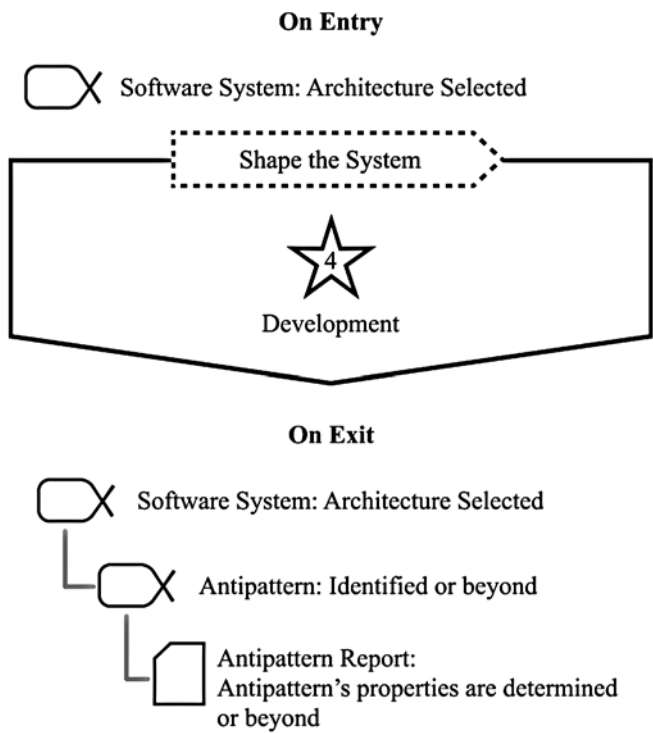 On Entry
Software System: Architecture Selected
Shape the System
4
Development
On Exit
Software System: Architecture Selected
Antipattern: Identified or beyond
Antipattern Report:
Antipattern’s properties are determined
or beyond